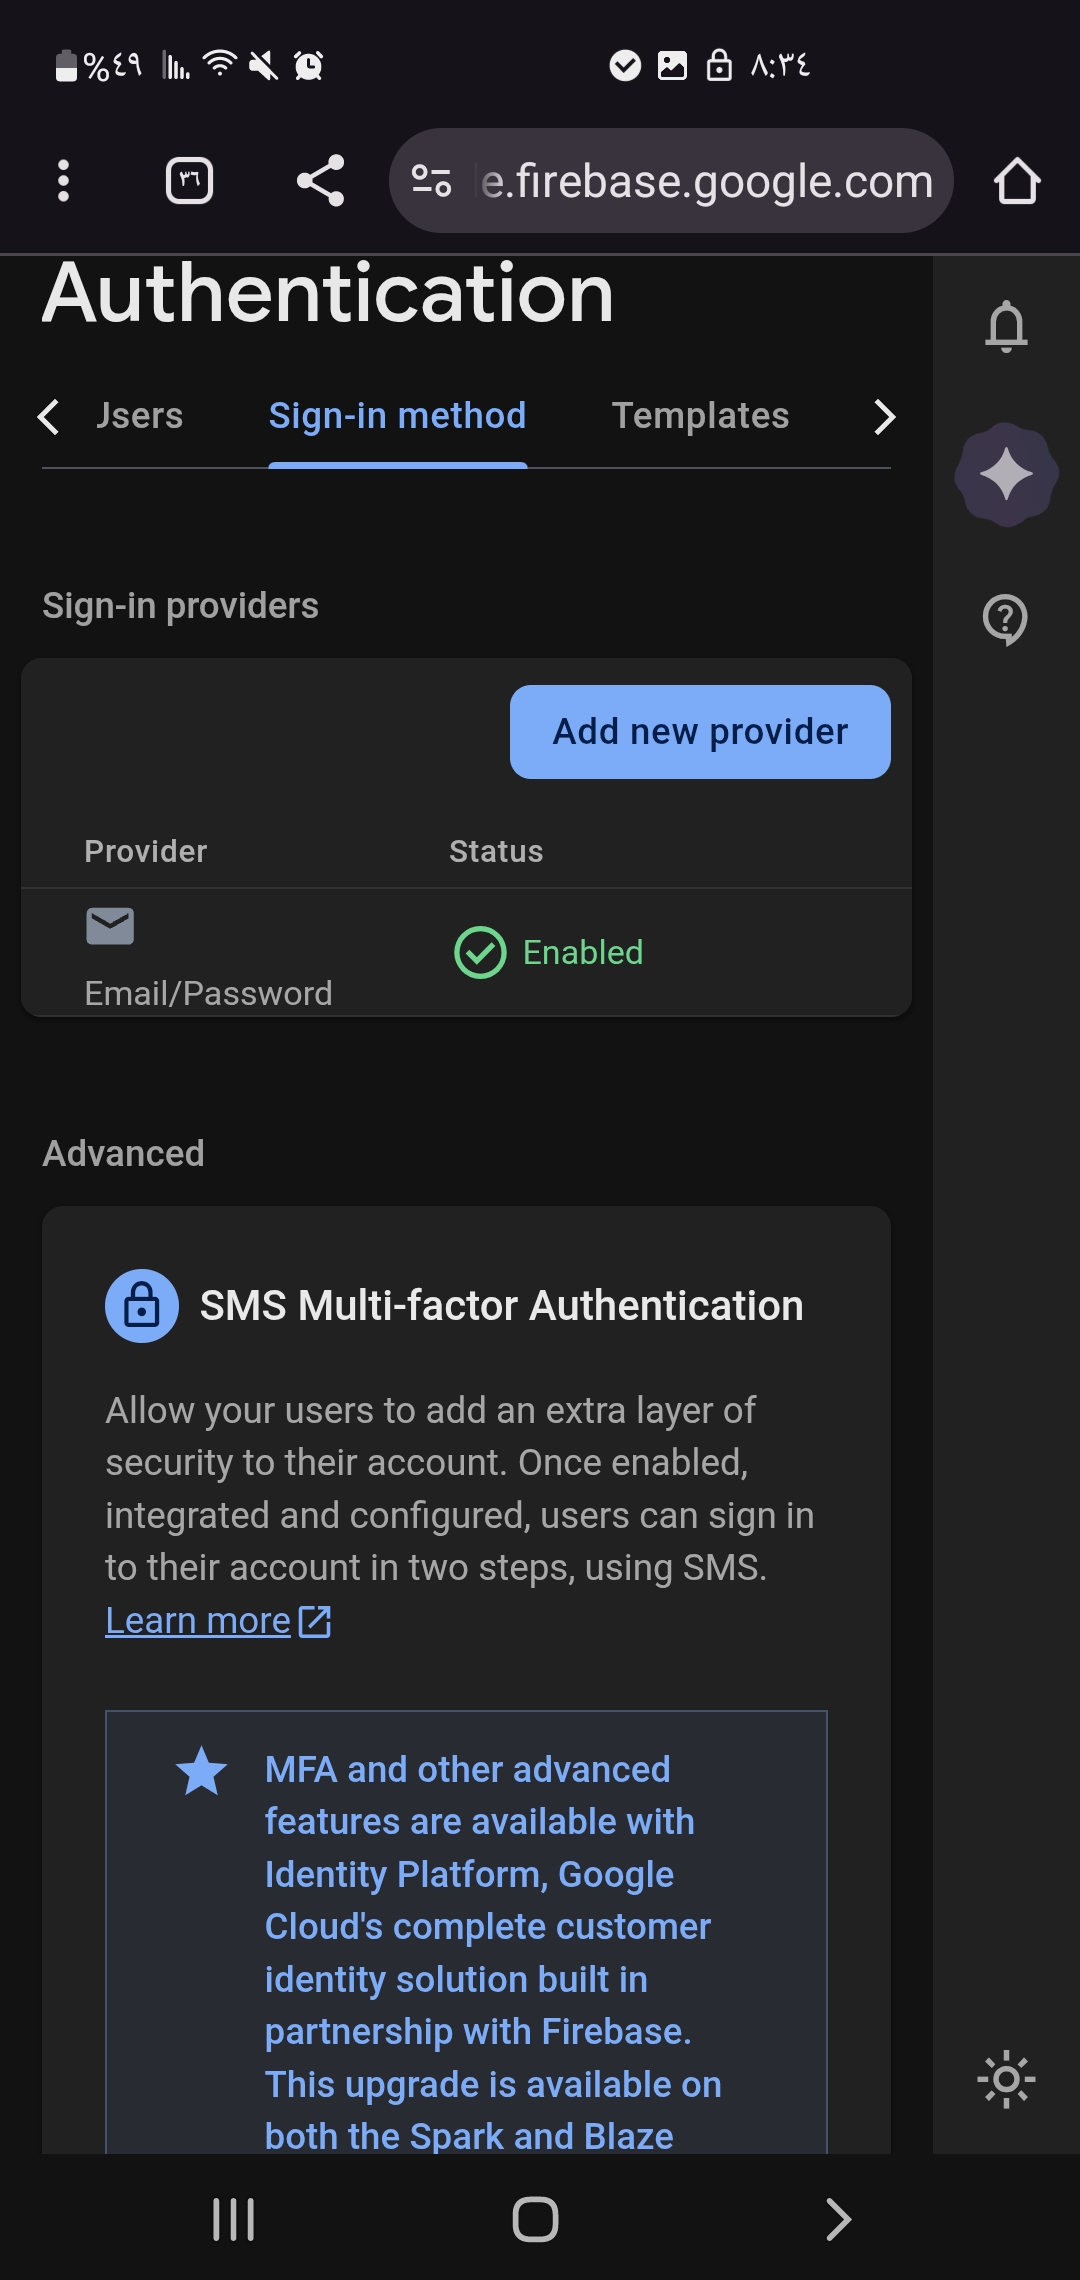 %٤٩
٨:٣٤
٣٦
e.firebase.google.com
Authentication
Users
Sign-in method
Templates
Sign-in providers
Add new provider
Provider
Status
Email/Password
Enabled
Advanced
SMS Multi-factor Authentication
Allow your users to add an extra layer of
security to their account. Once enabled,
integrated and configured, users can sign in
to their account in two steps, using SMS.
Learn more
MFA and other advanced
features are available with
Identity Platform, Google
Cloud's complete customer
identity solution built in
partnership with Firebase.
This upgrade is available on
both the Spark and Blaze